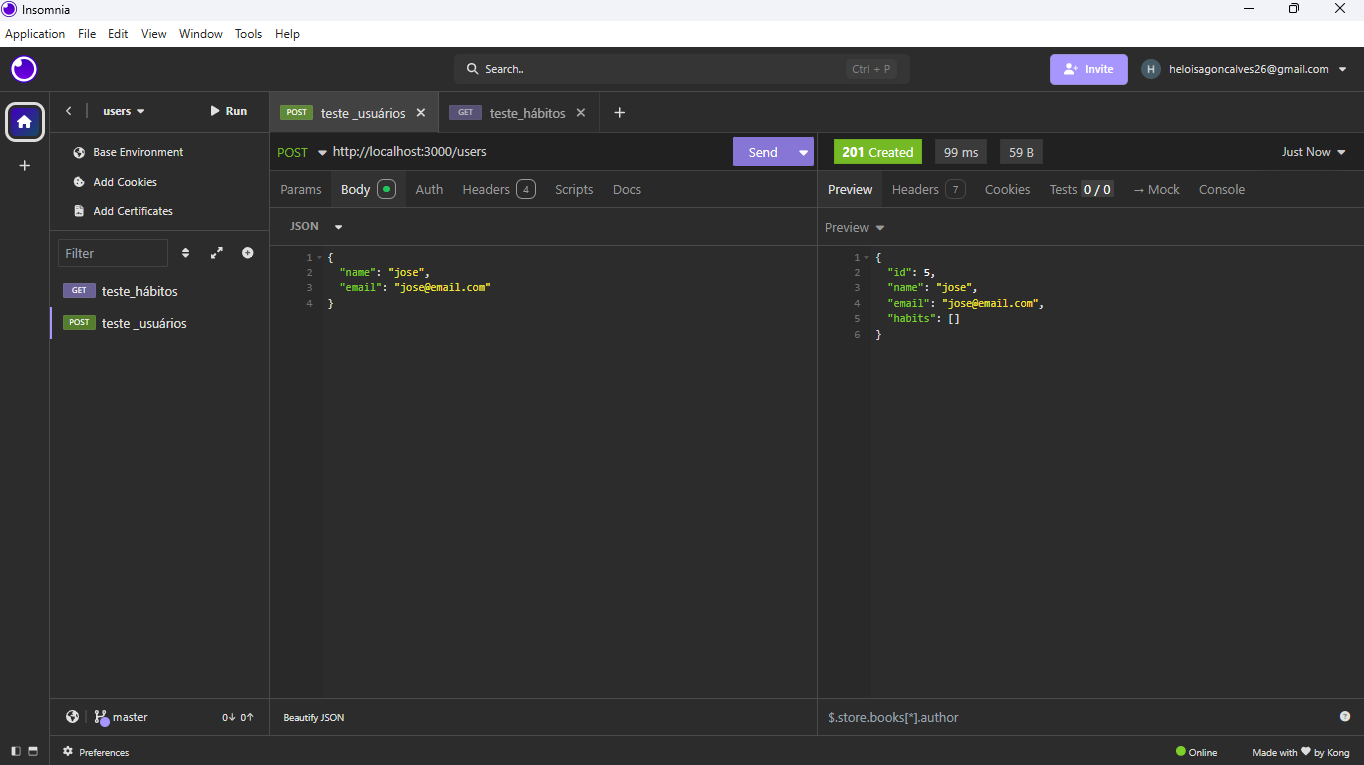 Insomnia
Application File Edit View Window Tools Help
Search.. Ctrl + P Invite H heloisagoncalves26@gmail.com
users Run POST teste _usuários GET teste_hábitos
Base Environment
Add Cookies
Add Certificates
Filter
GET teste_hábitos
POST teste _usuários
POST http://localhost:3000/users Send
Params Body Auth Headers 4 Scripts Docs
JSON
1 {
2 "name": "jose",
3 "email": "jose@email.com"
4 }
201 Created 99 ms 59 B Just Now
Preview Headers 7 Cookies Tests 0 / 0 → Mock Console
Preview
1 {
2 "id": 5,
3 "name": "jose",
4 "email": "jose@email.com",
5 "habits": []
6 }
master 0↓ 0↑ Beautify JSON $.store.books[*].author
Preferences Online Made with ♥ by Kong